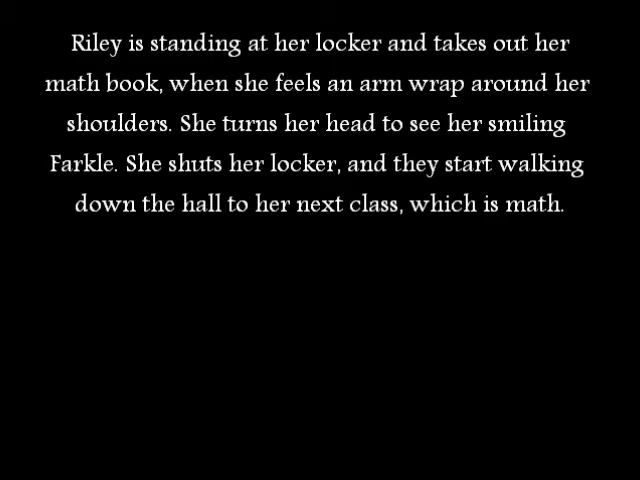 Riley is standing at her locker and takes out her
math book, when she feels an arm wrap around her
shoulders. She turns her head to see her smiling
Farkle. She shuts her locker, and they start walking
down the hall to her next class, which is math.